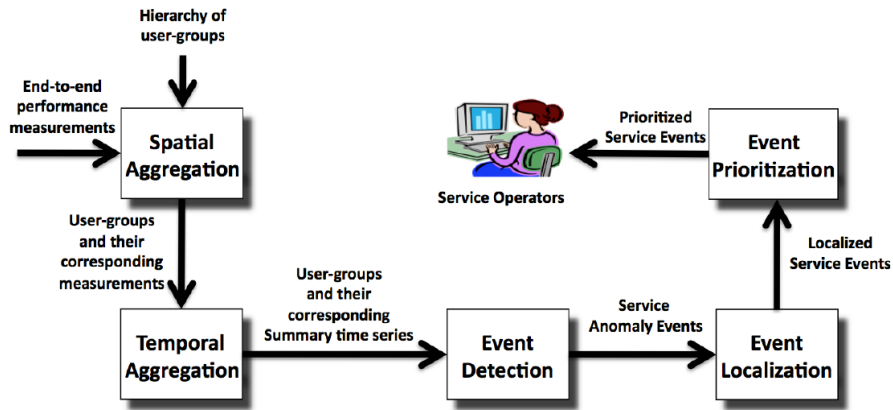 Hierarchy of
user-groups
End-to-end
performance
measurements
Spatial
Aggregation
User-groups
and their
corresponding
measurements
Temporal
Aggregation
User-groups
and their
corresponding
Summary time series
Event
Detection
Service
Anomaly Events
Event
Localization
Localized
Service Events
Event
Prioritization
Prioritized
Service Events
Service Operators